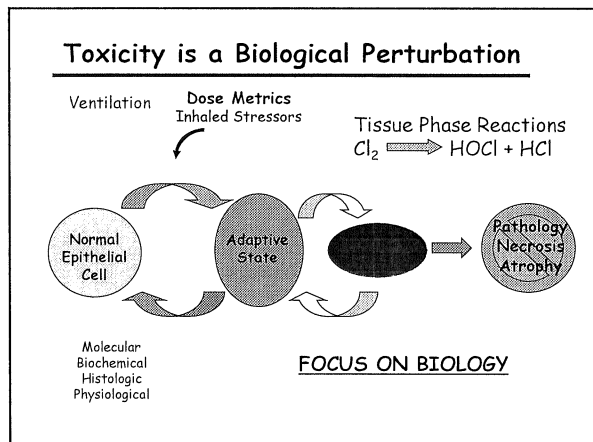 Toxicity is a Biological Perturbation
Ventilation
Dose Metrics
Inhaled Stressors
Tissue Phase Reactions
Cl₂ HOCl + HCl
Normal
Epithelial
Cell
Adaptive
State
Pathology
Necrosis
Atrophy
Molecular
Biochemical
Histologic
Physiological
FOCUS ON BIOLOGY